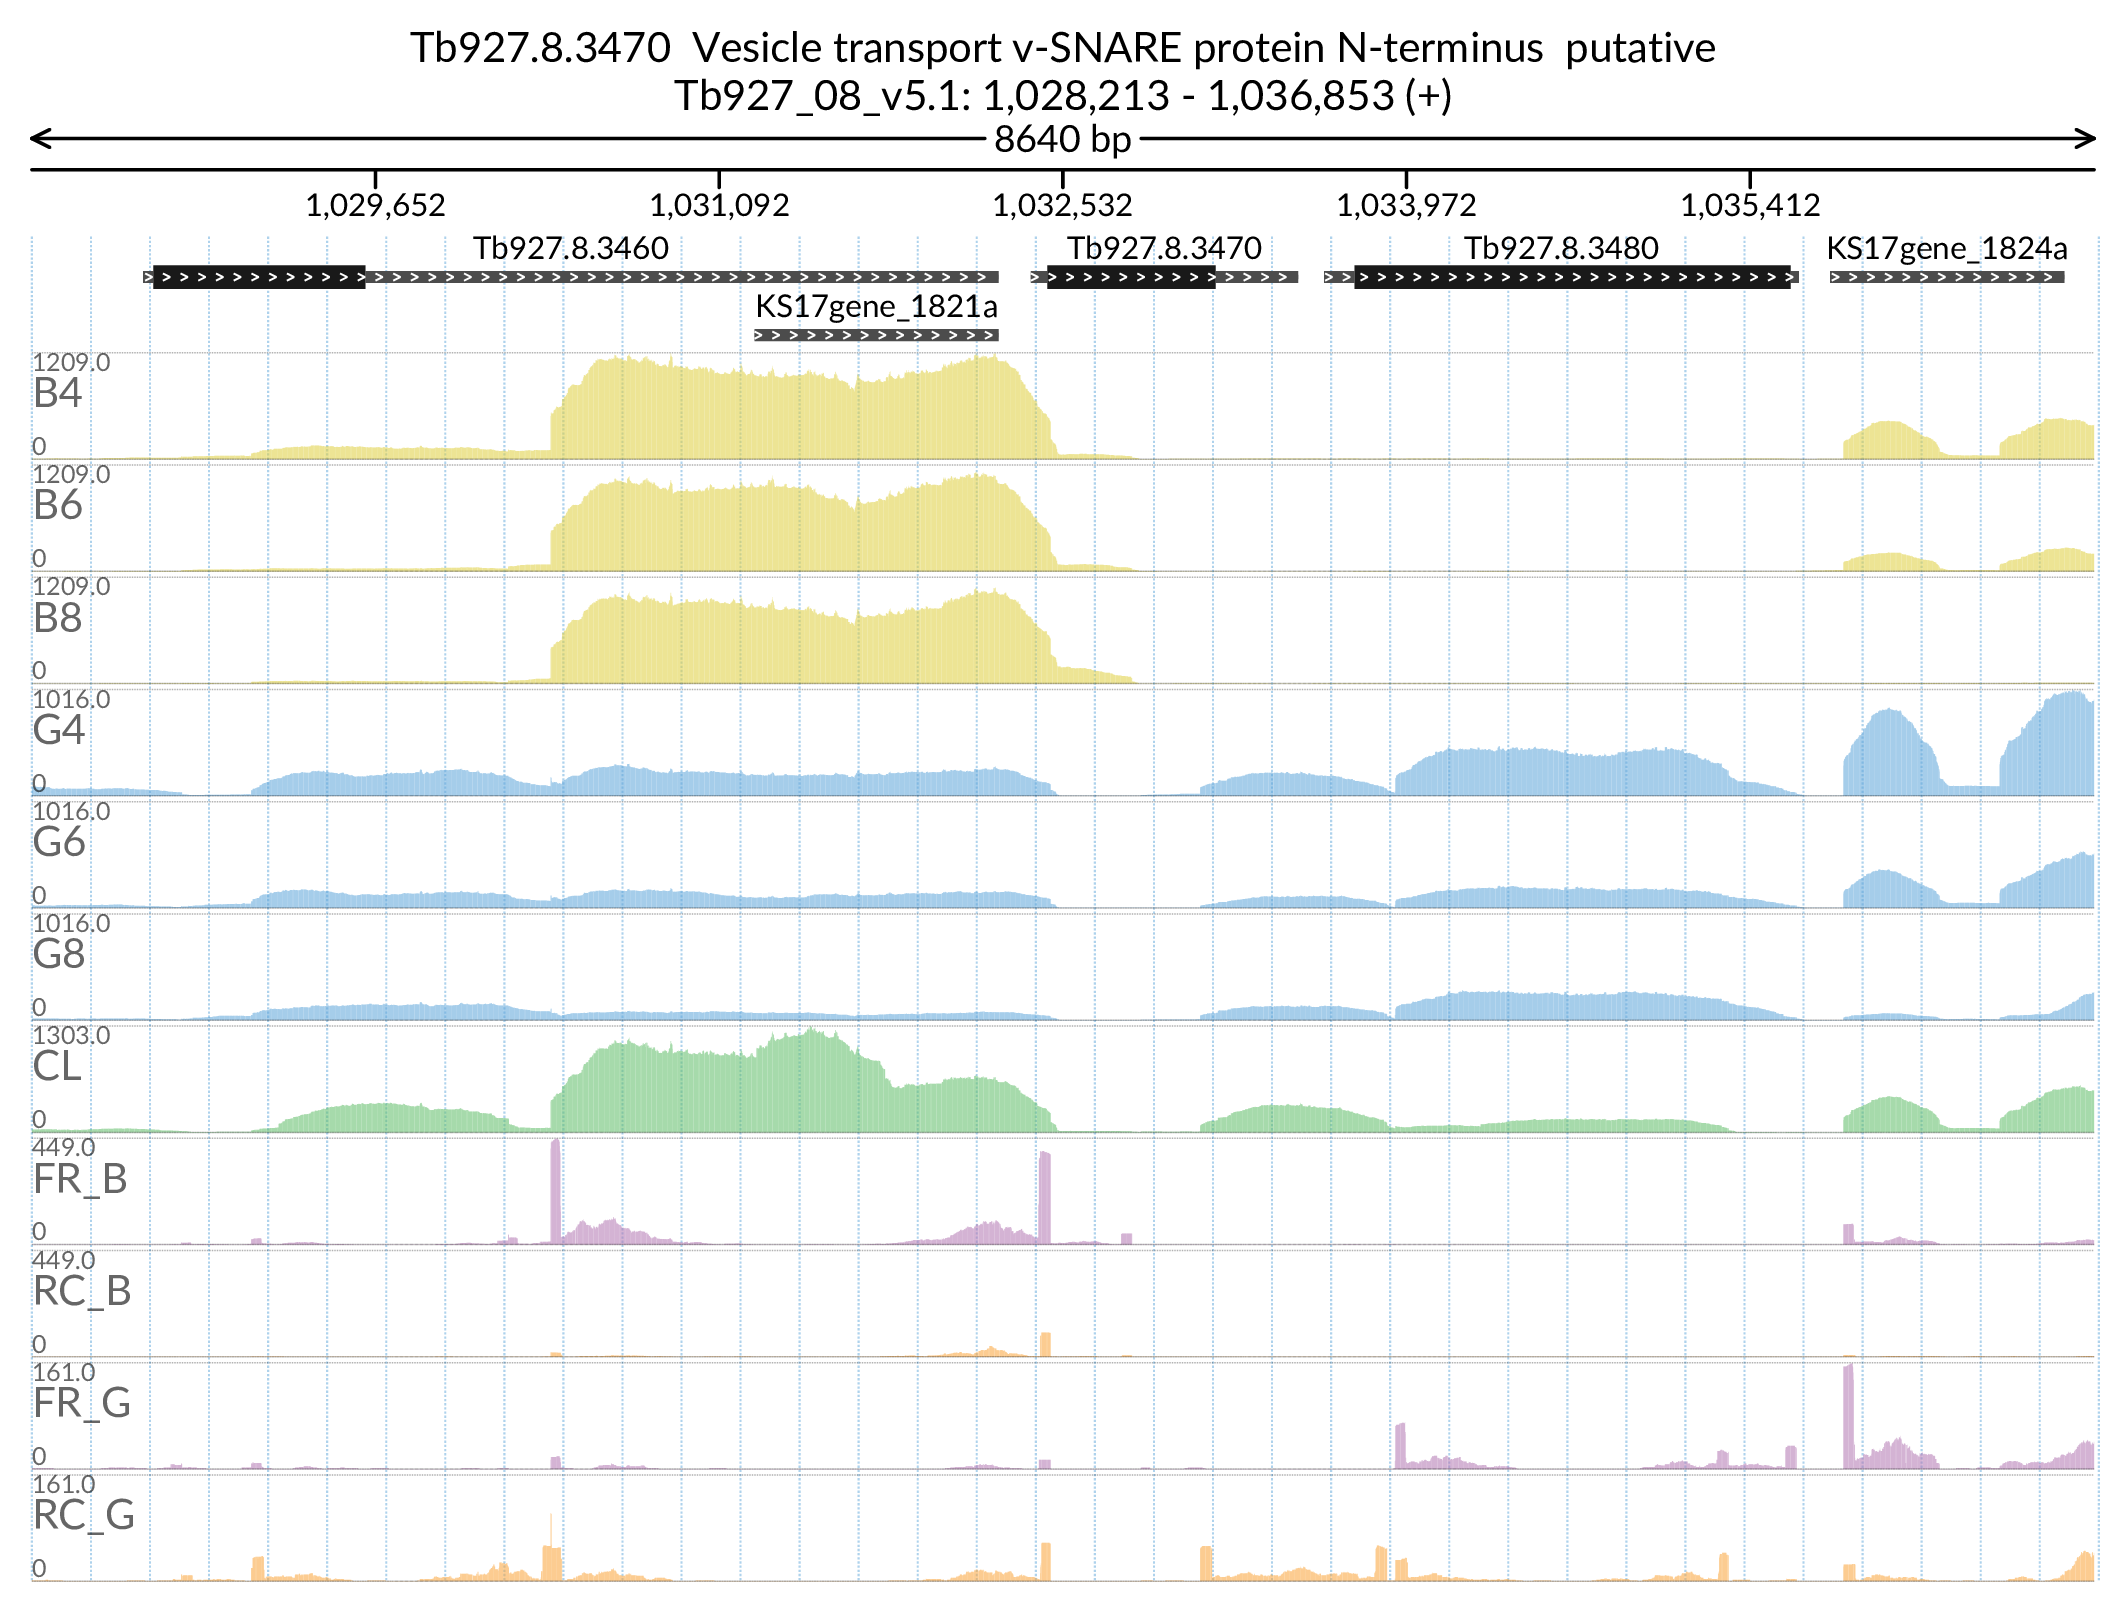 Tb927.8.3470  Vesicle transport v-SNARE protein N-terminus  putative
Tb927_08_v5.1: 1,028,213 - 1,036,853 (+)
8640 bp
1,029,652 1,031,092 1,032,532 1,033,972 1,035,412
Tb927.8.3460 Tb927.8.3470 Tb927.8.3480 KS17gene_1824a
KS17gene_1821a
1209.0
B4
0
1209.0
B6
0
1209.0
B8
0
1016.0
G4
0
1016.0
G6
0
1016.0
G8
0
1303.0
CL
0
449.0
FR_B
0
449.0
RC_B
0
161.0
FR_G
0
161.0
RC_G
0